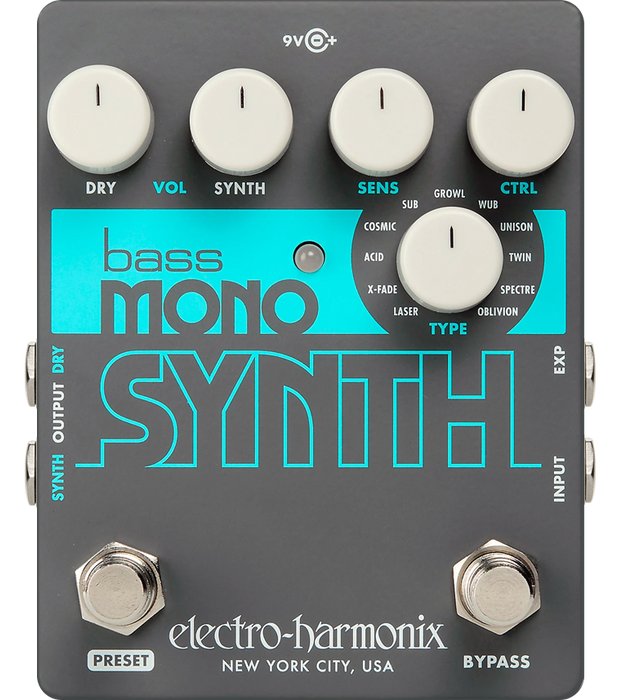 9V +
DRY VOL SYNTH SENS CTRL
GROWL
SUB WUB
COSMIC UNISON
ACID TWIN
X-FADE SPECTRE
LASER OBLIVION
TYPE
bass
MONO
SYNTH
DRY
OUTPUT
SYNTH
EXP
INPUT
electro-harmonix
NEW YORK CITY, USA
PRESET
BYPASS